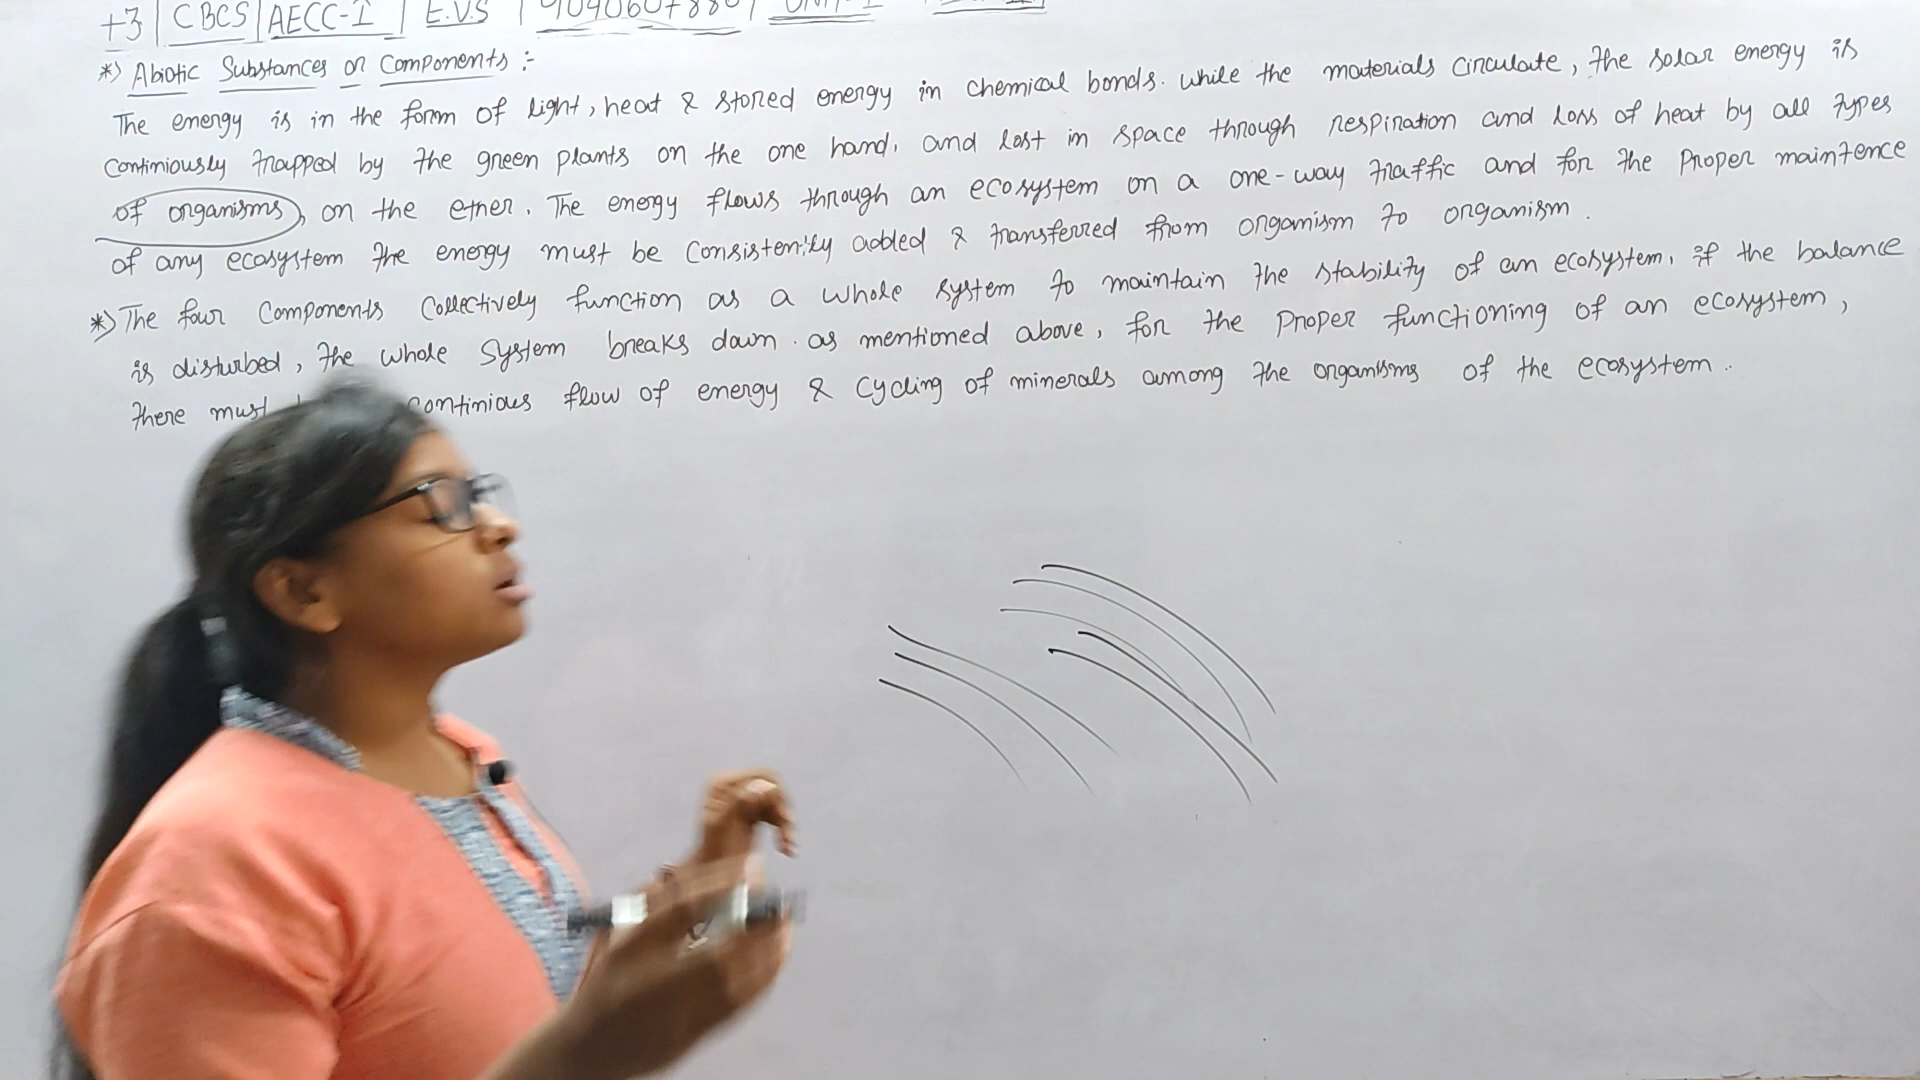 +3 | CBCS | AECC-I | E.V.S
*) Abiotic Substances or Components :-
The energy is in the form of light, heat & stored energy in chemical bonds. While the materials circulate, the solar energy is
continiously trapped by the green plants on the one hand, and lost in space through respiration and loss of heat by all types
of organisms, on the other. The energy flows through an ecosystem on a one-way traffic and for the proper maintence
of any ecosystem the energy must be consistently added & transferred from organism to organism.
*) The four components collectively function as a whole system to maintain the stability of an ecosystem, if the balance
is disturbed, the whole system breaks down. as mentioned above, for the proper functioning of an ecosystem,
there must continious flow of energy & cycling of minerals among the organisms of the ecosystem..